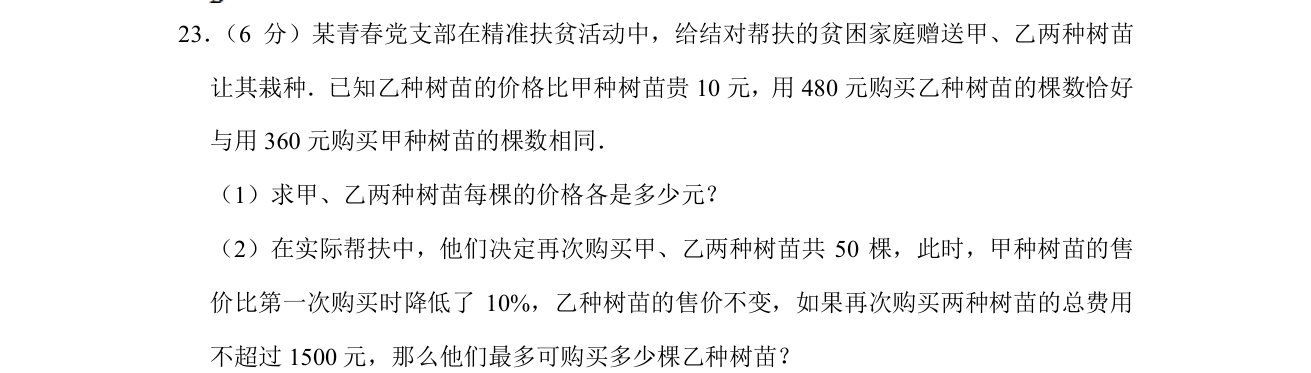 23．（6 分）某青春党支部在精准扶贫活动中，给结对帮扶的贫困家庭赠送甲、乙两种树苗
让其栽种．已知乙种树苗的价格比甲种树苗贵 10 元，用 480 元购买乙种树苗的棵数恰好
与用 360 元购买甲种树苗的棵数相同．
（1）求甲、乙两种树苗每棵的价格各是多少元？
（2）在实际帮扶中，他们决定再次购买甲、乙两种树苗共 50 棵，此时，甲种树苗的售
价比第一次购买时降低了 10%，乙种树苗的售价不变，如果再次购买两种树苗的总费用
不超过 1500 元，那么他们最多可购买多少棵乙种树苗？